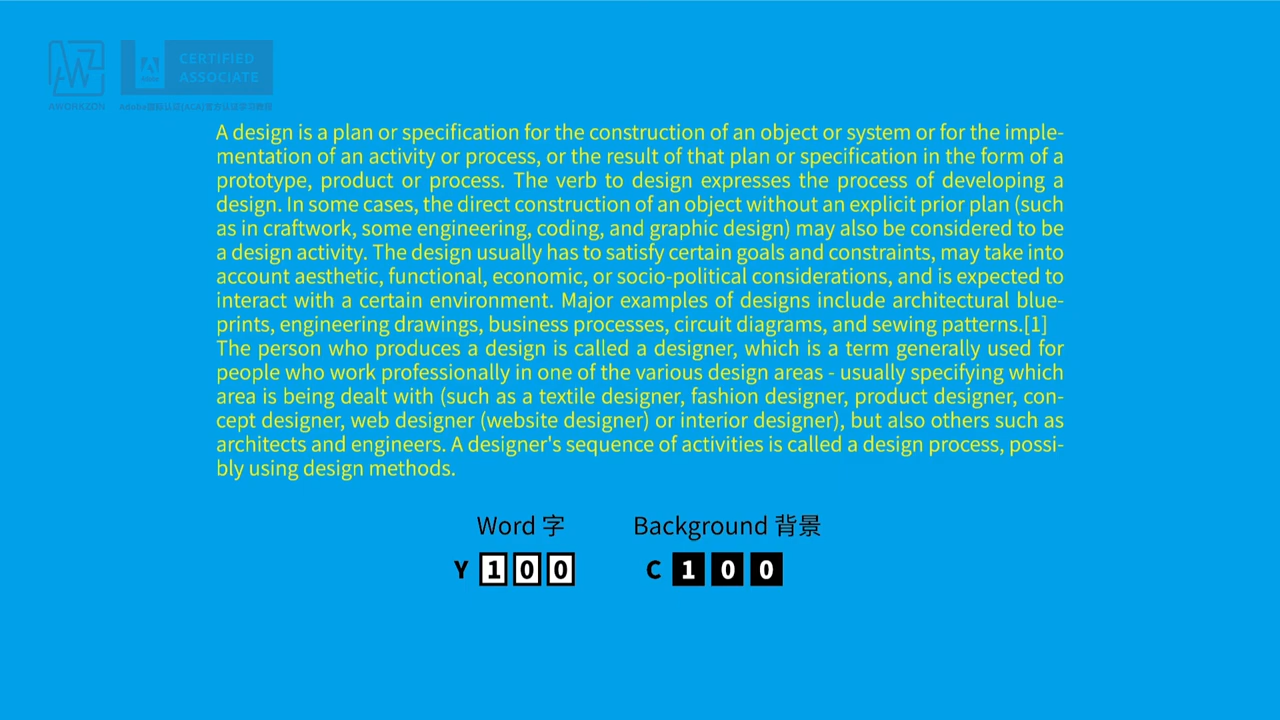 AWOHKZON
CERTIFIED
ASSOCIATE
A design is a plan or specification for the construction of an object or system or for the imple-
mentation of an activity or process, or the result of that plan or specification in the form of a
prototype, product or process. The verb to design expresses the process of developing a
design. In some cases, the direct construction of an object without an explicit prior plan (such
as in craftwork, some engineering, coding, and graphic design) may also be considered to be
a design activity. The design usually has to satisfy certain goals and constraints, may take into
account aesthetic, functional, economic, or socio-political considerations, and is expected to
interact with a certain environment. Major examples of designs include architectural blue-
prints, engineering drawings, business processes, circuit diagrams, and sewing patterns.[1]
The person who produces a design is called a designer, which is a term generally used for
people who work professionally in one of the various design areas - usually specifying which
area is being dealt with (such as a textile designer, fashion designer, product designer, con-
cept designer, web designer (website designer) or interior designer), but also others such as
architects and engineers. A designer's sequence of activities is called a design process, possi-
bly using design methods.
Word 字 Background 背景
Y 1 0 0 C 1 0 0